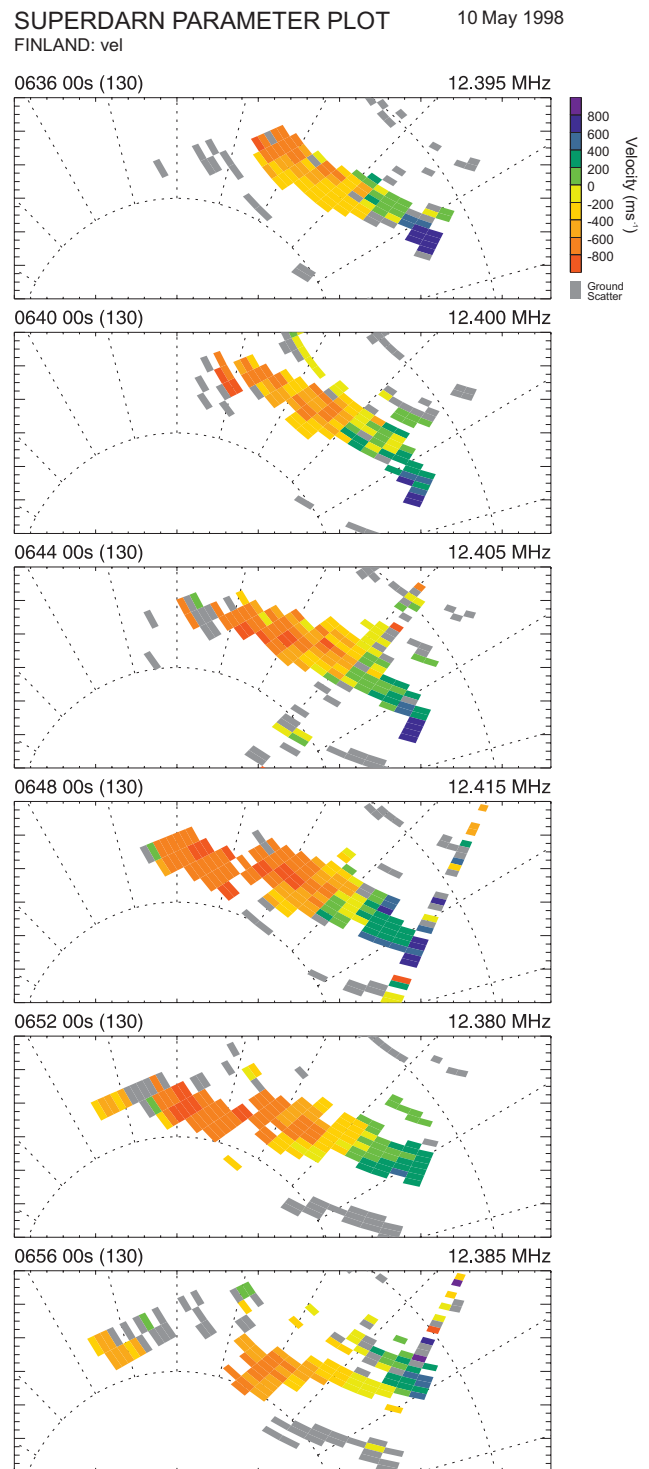 SUPERDARN PARAMETER PLOT 10 May 1998
FINLAND: vel
0636 00s (130) 12.395 MHz
800
600
400
200
0
-200
-400
-600
-800
Velocity (ms⁻¹)
Ground
Scatter
0640 00s (130) 12.400 MHz
0644 00s (130) 12.405 MHz
0648 00s (130) 12.415 MHz
0652 00s (130) 12.380 MHz
0656 00s (130) 12.385 MHz